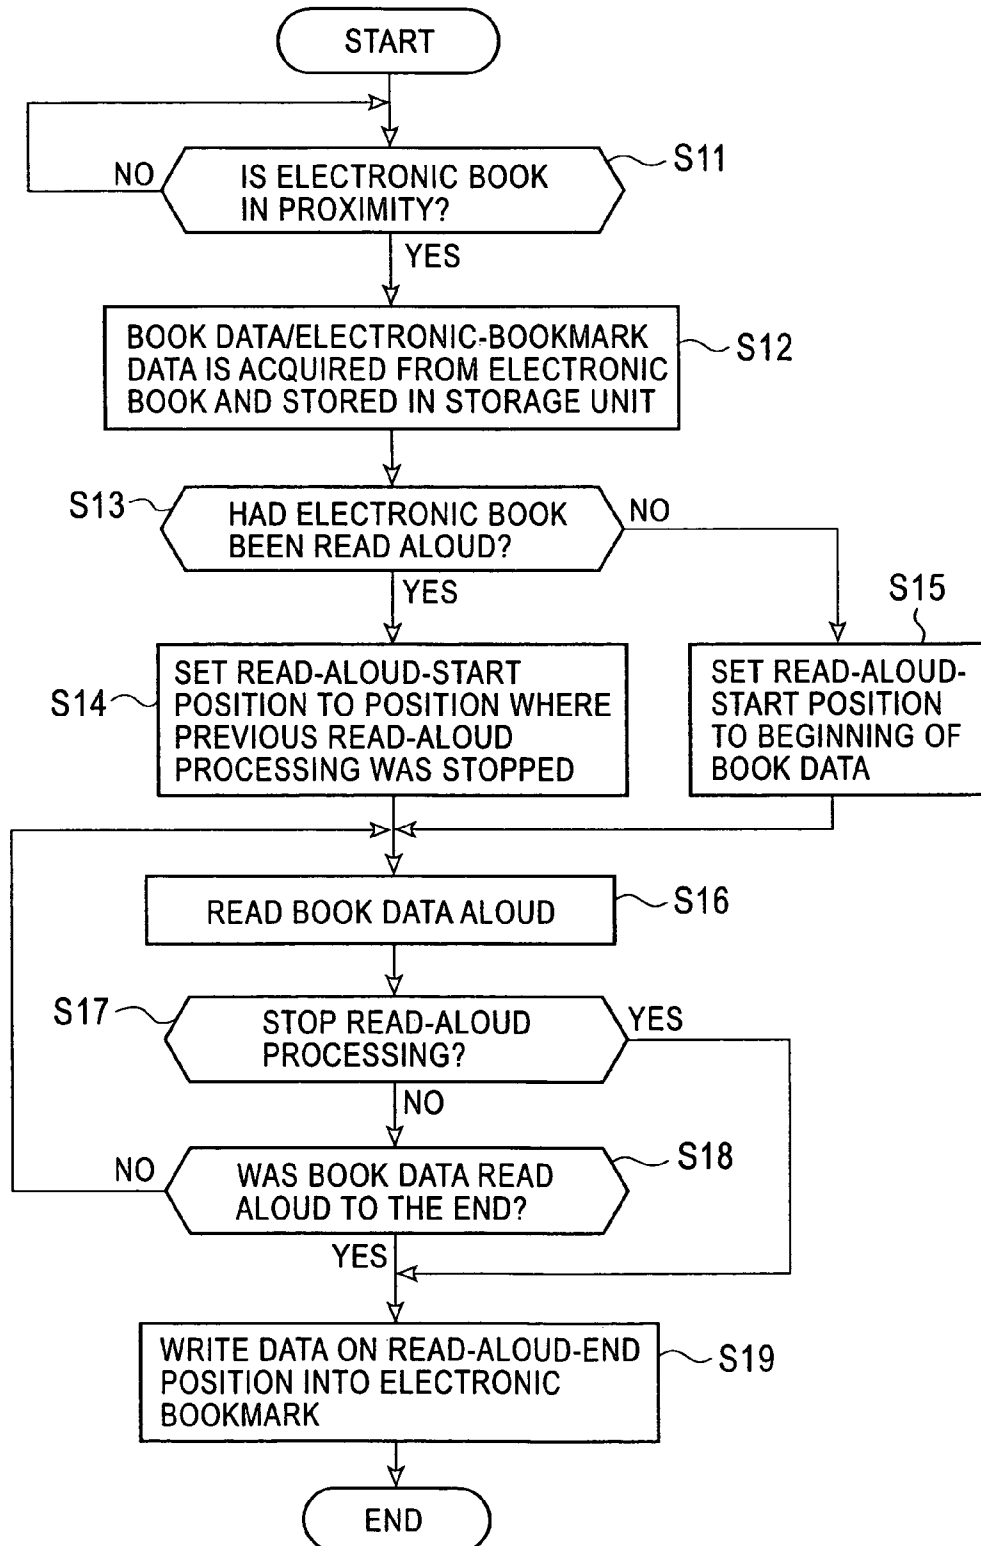 START
NO
IS ELECTRONIC BOOK
IN PROXIMITY?
S11
YES
BOOK DATA/ELECTRONIC-BOOKMARK
DATA IS ACQUIRED FROM ELECTRONIC
BOOK AND STORED IN STORAGE UNIT
S12
S13
HAD ELECTRONIC BOOK
BEEN READ ALOUD?
NO
YES
S15
S14
SET READ-ALOUD-START
POSITION TO POSITION WHERE
PREVIOUS READ-ALOUD
PROCESSING WAS STOPPED
SET READ-ALOUD-
START POSITION
TO BEGINNING OF
BOOK DATA
READ BOOK DATA ALOUD
S16
S17
STOP READ-ALOUD
PROCESSING?
YES
NO
NO
WAS BOOK DATA READ
ALOUD TO THE END?
S18
YES
WRITE DATA ON READ-ALOUD-END
POSITION INTO ELECTRONIC
BOOKMARK
S19
END